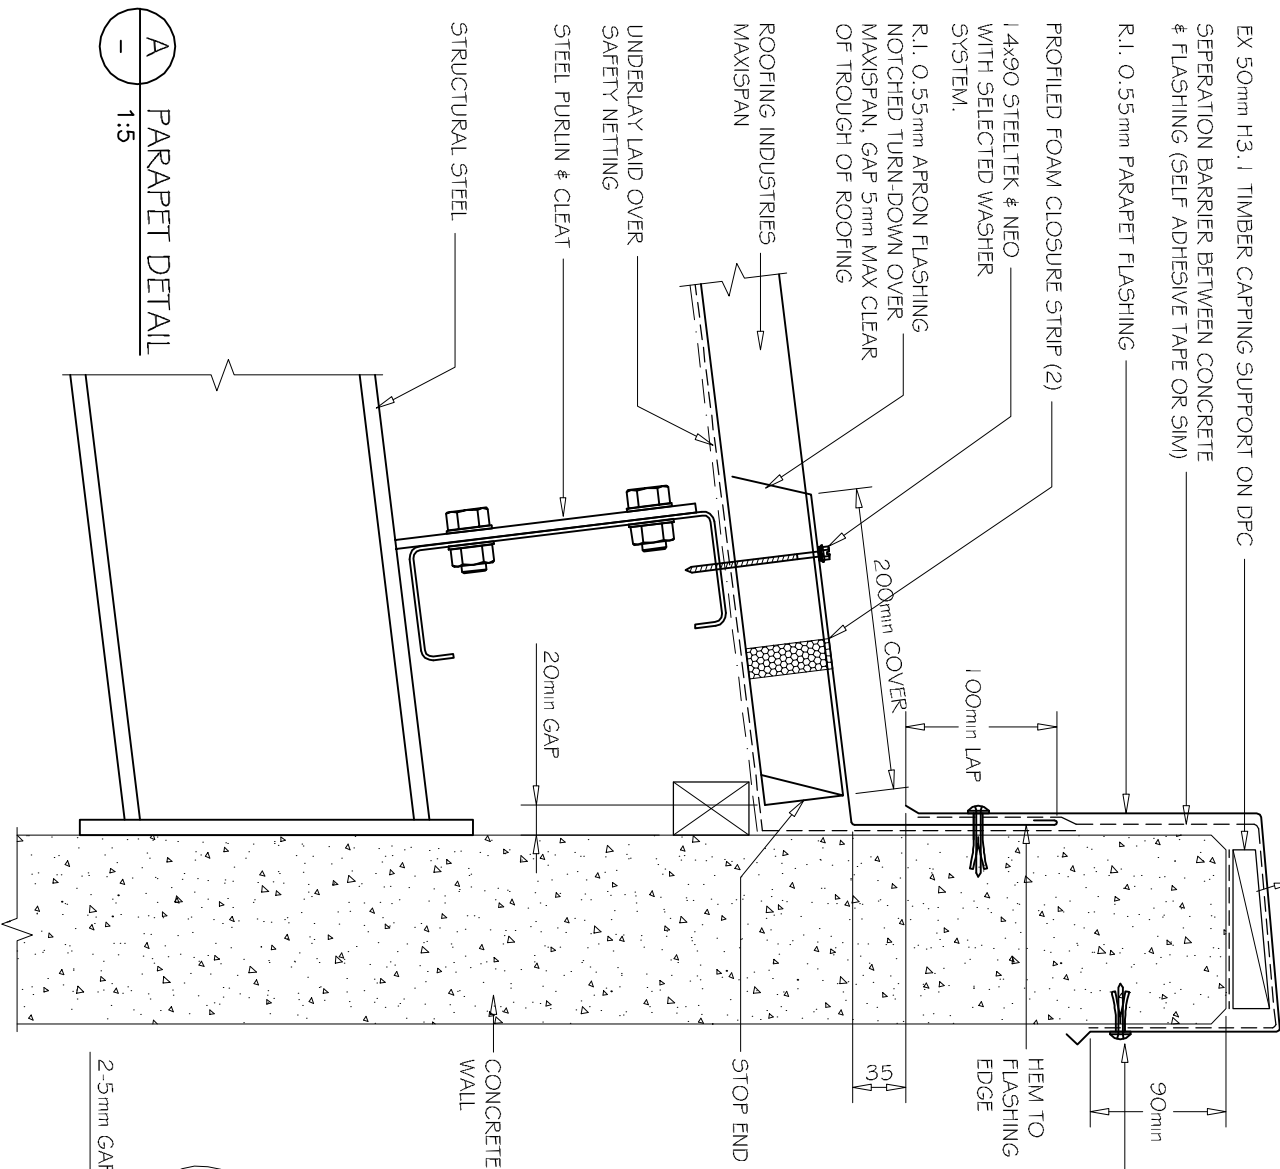 EX 50mm H3.1 TIMBER CAPPING SUPPORT ON DPC
SEPERATION BARRIER BETWEEN CONCRETE
& FLASHING (SELF ADHESIVE TAPE OR SIM)
R.I. 0.55mm PARAPET FLASHING
PROFILED FOAM CLOSURE STRIP (2)
14x90 STEELTEK & NEO
WITH SELECTED WASHER
SYSTEM.
R.I. 0.55mm APRON FLASHING
NOTCHED TURN-DOWN OVER
MAXISPAN, GAP 5mm MAX CLEAR
OF TROUGH OF ROOFING
ROOFING INDUSTRIES
MAXISPAN
UNDERLAY LAID OVER
SAFETY NETTING
STEEL PURLIN & CLEAT
STRUCTURAL STEEL
200min COVER
100min LAP
20min GAP
90min
35
HEM TO
FLASHING
EDGE
STOP END
CONCRETE
WALL
2-5mm GAP
A
-
PARAPET DETAIL
1:5